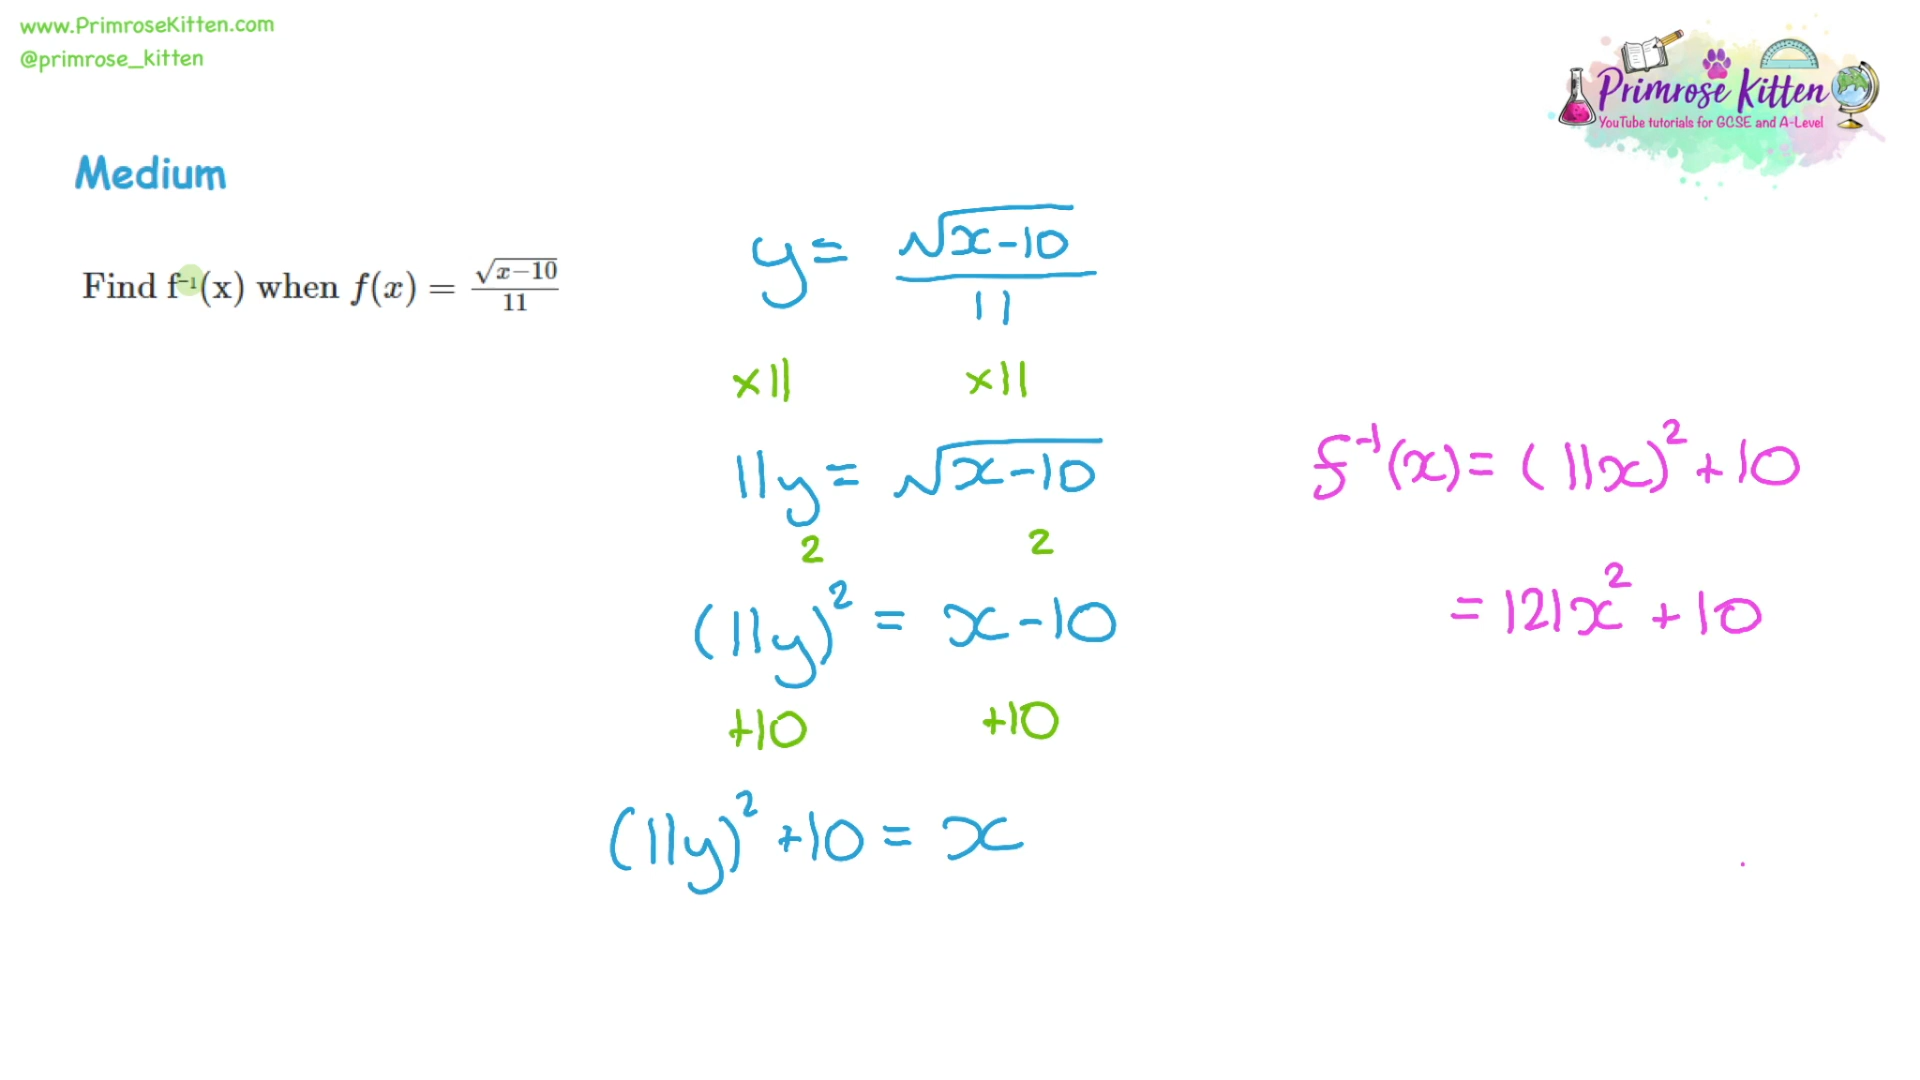 www.PrimroseKitten.com
@primrose_kitten
Primrose Kitten
YouTube tutorials for GCSE and A-Level
Medium
Find f⁻¹(x) when f(x) = √(x−10)/11
y = √(x−10)/11
×11 ×11
11y = √(x−10)
2 2
(11y)² = x−10
+10 +10
(11y)² +10 = x
f⁻¹(x) = (11x)² +10
= 121x² +10